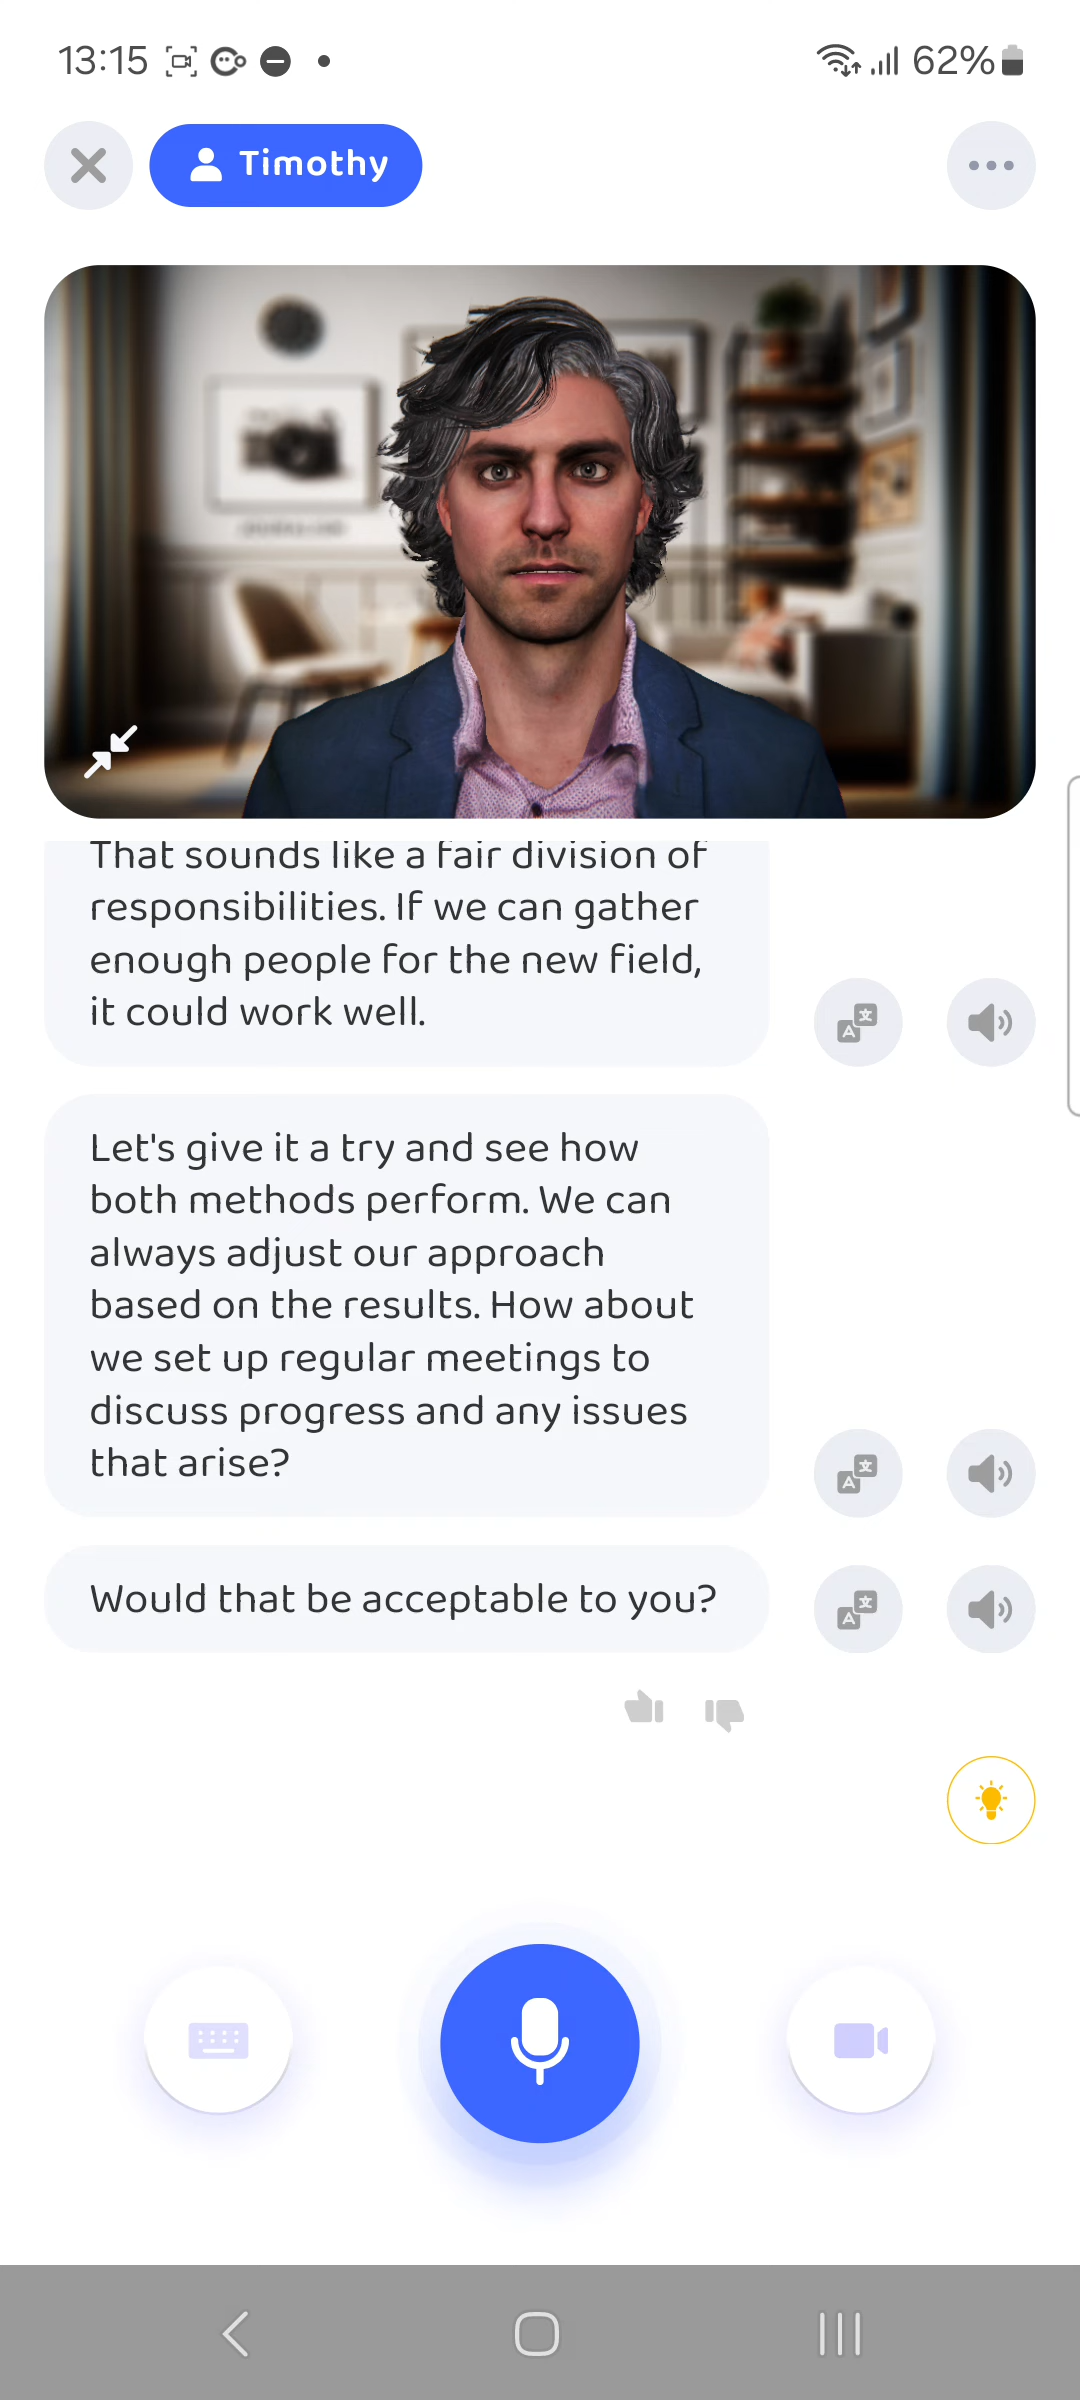 13:15
62%
Timothy
That sounds like a fair division of
responsibilities. If we can gather
enough people for the new field,
it could work well.
Let's give it a try and see how
both methods perform. We can
always adjust our approach
based on the results. How about
we set up regular meetings to
discuss progress and any issues
that arise?
Would that be acceptable to you?